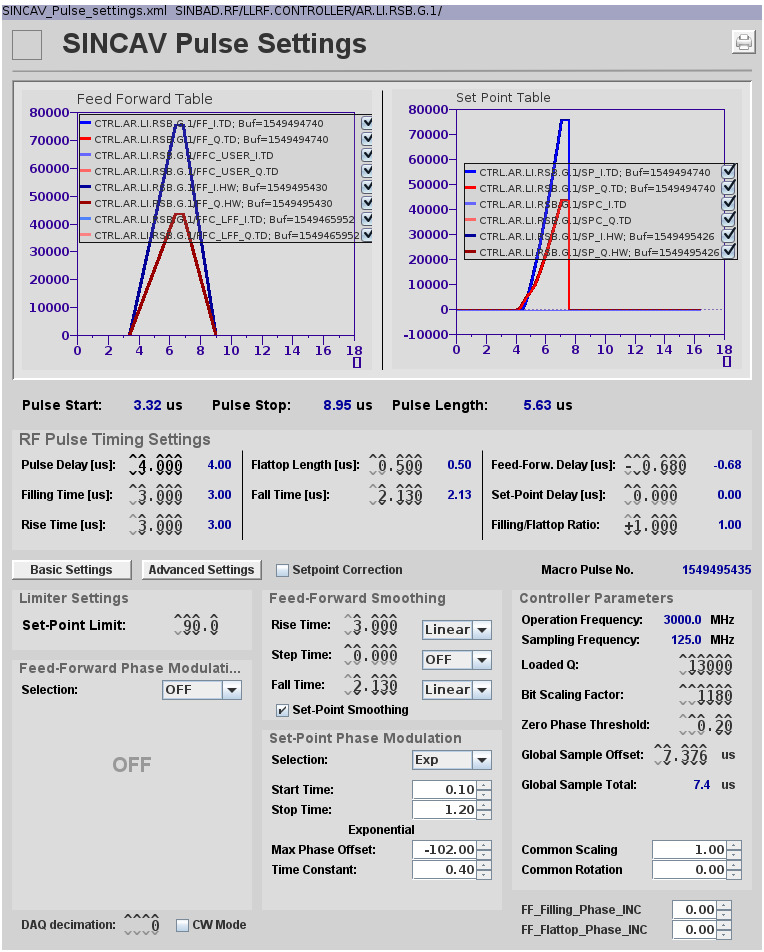 SINCAV_Pulse_settings.xml SINBAD.RF/LLRF.CONTROLLER/AR.LI.RSB.G.1/
SINCAV Pulse Settings
Feed Forward Table
80000
70000
60000
50000
40000
30000
20000
10000
0
CTRL.AR.LI.RSB.G.1/FF_I.TD; Buf=1549494740
CTRL.AR.LI.RSB.G.1/FF_Q.TD; Buf=1549494740
CTRL.AR.LI.RSB.G.1/FFC_USER_I.TD
CTRL.AR.LI.RSB.G.1/FFC_USER_Q.TD
CTRL.AR.LI.RSB.G.1/FF_I.HW; Buf=1549495430
CTRL.AR.LI.RSB.G.1/FF_Q.HW; Buf=1549495430
CTRL.AR.LI.RSB.G.1/FFC_LFF_I.TD; Buf=1549465952
CTRL.AR.LI.RSB.G.1/FFC_LFF_Q.TD; Buf=1549465952
0 2 4 6 8 10 12 14 16 18
Set Point Table
80000
70000
60000
50000
40000
30000
20000
10000
0
-10000
CTRL.AR.LI.RSB.G.1/SP_I.TD; Buf=1549494740
CTRL.AR.LI.RSB.G.1/SP_Q.TD; Buf=1549494740
CTRL.AR.LI.RSB.G.1/SPC_I.TD
CTRL.AR.LI.RSB.G.1/SPC_Q.TD
CTRL.AR.LI.RSB.G.1/SP_I.HW; Buf=1549495426
CTRL.AR.LI.RSB.G.1/SP_Q.HW; Buf=1549495426
0 2 4 6 8 10 12 14 16 18
Pulse Start: 3.32 us Pulse Stop: 8.95 us Pulse Length: 5.63 us
RF Pulse Timing Settings
Pulse Delay [us]: 4.000 4.00 Flattop Length [us]: 0.500 0.50 Feed-Forw. Delay [us]: - 0.680 -0.68
Filling Time [us]: 3.000 3.00 Fall Time [us]: 2.130 2.13 Set-Point Delay [us]: 0.000 0.00
Rise Time [us]: 3.000 3.00 Filling/Flattop Ratio: +1.000 1.00
Basic Settings Advanced Settings Setpoint Correction Macro Pulse No. 1549495435
Limiter Settings
Set-Point Limit: 90.0
Feed-Forward Phase Modulati...
Selection: OFF
OFF
Feed-Forward Smoothing
Rise Time: 3.000 Linear
Step Time: 0.000 OFF
Fall Time: 2.130 Linear
Set-Point Smoothing
Set-Point Phase Modulation
Selection: Exp
Start Time: 0.10
Stop Time: 1.20
Exponential
Max Phase Offset: -102.00
Time Constant: 0.40
Controller Parameters
Operation Frequency: 3000.0 MHz
Sampling Frequency: 125.0 MHz
Loaded Q: 13000
Bit Scaling Factor: 1180
Zero Phase Threshold: 0.20
Global Sample Offset: 7.376 us
Global Sample Total: 7.4 us
Common Scaling 1.00
Common Rotation 0.00
DAQ decimation: 0 CW Mode
FF_Filling_Phase_INC 0.00
FF_Flattop_Phase_INC 0.00